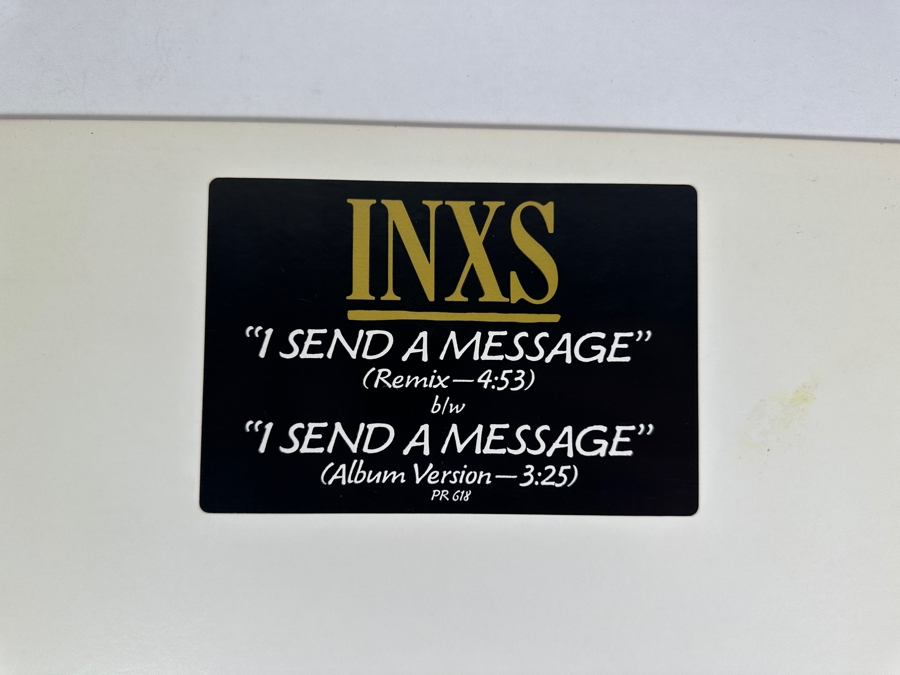 INXS
“I SEND A MESSAGE”
(Remix—4:53)
b/w
“I SEND A MESSAGE”
(Album Version—3:25)
PR 618